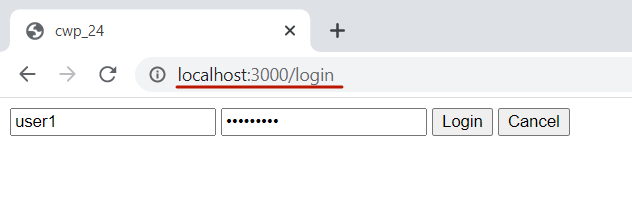 cwp_24
localhost:3000/login
user1 ••••••••• Login Cancel